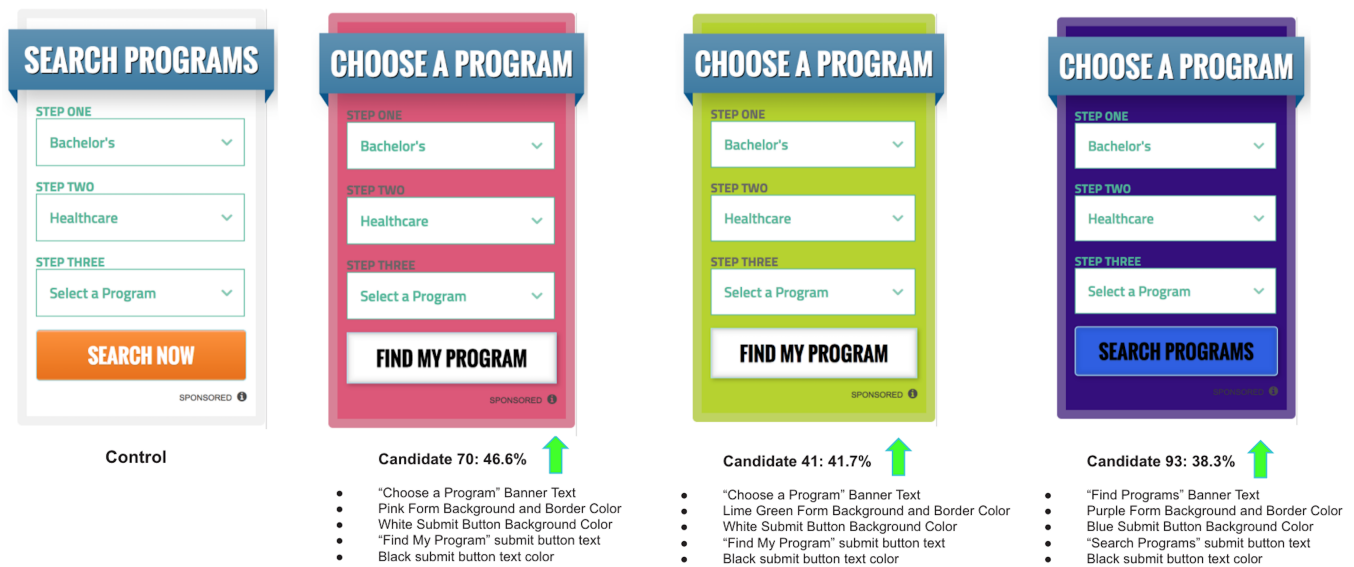 SEARCH PROGRAMS
STEP ONE
Bachelor's
STEP TWO
Healthcare
STEP THREE
Select a Program
SEARCH NOW
SPONSORED
Control
CHOOSE A PROGRAM
STEP ONE
Bachelor's
STEP TWO
Healthcare
STEP THREE
Select a Program
FIND MY PROGRAM
SPONSORED
Candidate 70: 46.6%
● “Choose a Program” Banner Text
● Pink Form Background and Border Color
● White Submit Button Background Color
● “Find My Program” submit button text
● Black submit button text color
CHOOSE A PROGRAM
STEP ONE
Bachelor's
STEP TWO
Healthcare
STEP THREE
Select a Program
FIND MY PROGRAM
SPONSORED
Candidate 41: 41.7%
● “Choose a Program” Banner Text
● Lime Green Form Background and Border Color
● White Submit Button Background Color
● “Find My Program” submit button text
● Black submit button text color
CHOOSE A PROGRAM
STEP ONE
Bachelor's
STEP TWO
Healthcare
STEP THREE
Select a Program
SEARCH PROGRAMS
SPONSORED
Candidate 93: 38.3%
● “Find Programs” Banner Text
● Purple Form Background and Border Color
● Blue Submit Button Background Color
● “Search Programs” submit button text
● Black submit button text color